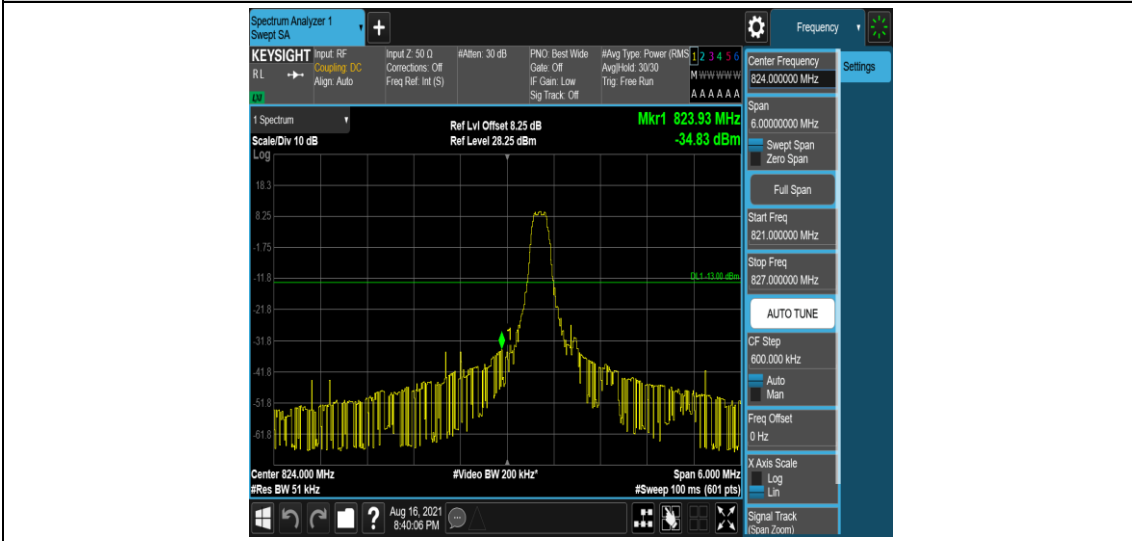 Spectrum Analyzer 1
Swept SA
+
Frequency
KEYSIGHT
RL
Input: RF
Coupling: DC
Align: Auto
Input Z: 50 Ω
Corrections: Off
Freq Ref: Int (S)
#Atten: 30 dB
PNO: Best Wide
Gate: Off
IF Gain: Low
Sig Track: Off
#Avg Type: Power (RMS
Avg|Hold: 30/30
Trig: Free Run
1 2 3 4 5 6
M W W W W W
A A A A A A
1 Spectrum
Scale/Div 10 dB
Log
Ref Lvl Offset 8.25 dB
Ref Level 28.25 dBm
Mkr1 823.93 MHz
-34.83 dBm
18.3
8.25
-1.75
-11.8
DL1 -13.00 dBm
-21.8
-31.8
1
-41.8
-51.8
-61.8
Center 824.000 MHz
#Video BW 200 kHz*
Span 6.000 MHz
#Res BW 51 kHz
#Sweep 100 ms (601 pts)
?
Aug 16, 2021
8:40:06 PM
Center Frequency
824.000000 MHz
Settings
Span
6.00000000 MHz
Swept Span
Zero Span
Full Span
Start Freq
821.000000 MHz
Stop Freq
827.000000 MHz
AUTO TUNE
CF Step
600.000 kHz
Auto
Man
Freq Offset
0 Hz
X Axis Scale
Log
Lin
Signal Track
(Span Zoom)